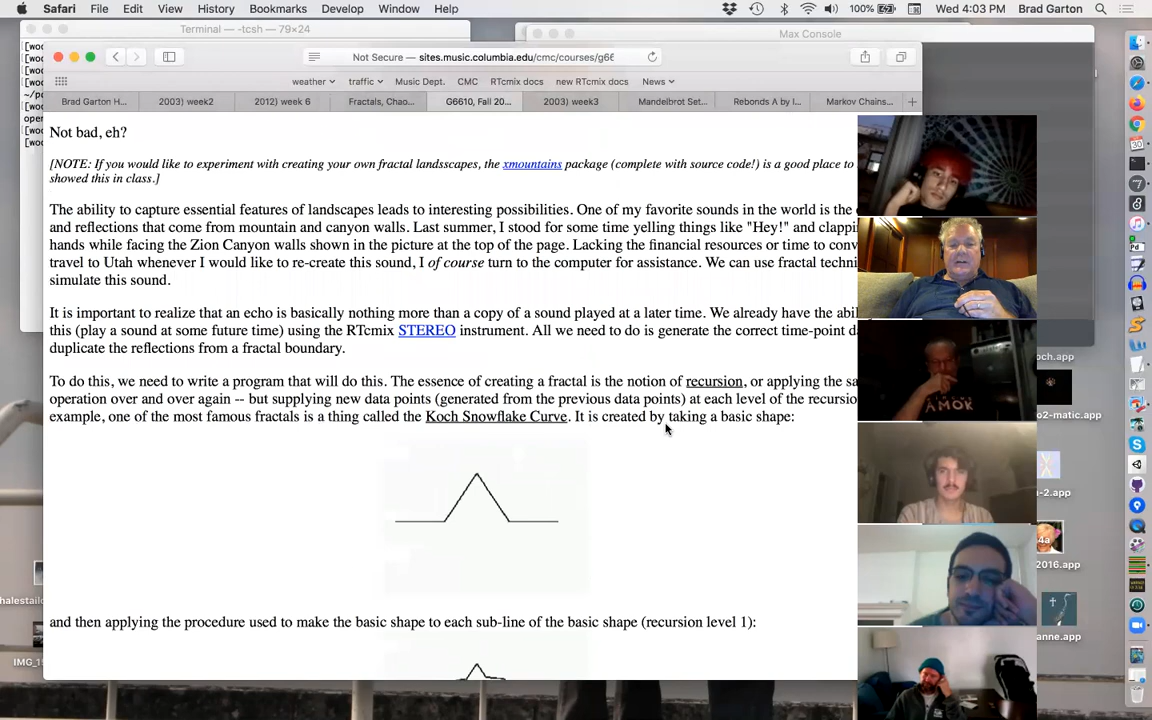 Safari File Edit View History Bookmarks Develop Window Help 100% Wed 4:03 PM Brad Garton
Terminal — -tcsh — 79×24
Max Console
Not Secure — sites.music.columbia.edu/cmc/courses/g66
weather traffic Music Dept. CMC RTcmix docs new RTcmix docs News
Brad Garton H... 2003) week2 2012) week 6 Fractals, Chao... G6610, Fall 20... 2003) week3 Mandelbrot Set... Rebonds A by I... Markov Chains...
Not bad, eh?
[NOTE: If you would like to experiment with creating your own fractal landsscapes, the xmountains package (complete with source code!) is a good place to
showed this in class.]
The ability to capture essential features of landscapes leads to interesting possibilities. One of my favorite sounds in the world is the
and reflections that come from mountain and canyon walls. Last summer, I stood for some time yelling things like "Hey!" and clappi
hands while facing the Zion Canyon walls shown in the picture at the top of the page. Lacking the financial resources or time to conv
travel to Utah whenever I would like to re-create this sound, I of course turn to the computer for assistance. We can use fractal techni
simulate this sound.
It is important to realize that an echo is basically nothing more than a copy of a sound played at a later time. We already have the abil
this (play a sound at some future time) using the RTcmix STEREO instrument. All we need to do is generate the correct time-point da
duplicate the reflections from a fractal boundary.
To do this, we need to write a program that will do this. The essence of creating a fractal is the notion of recursion, or applying the sa
operation over and over again -- but supplying new data points (generated from the previous data points) at each level of the recursio
example, one of the most famous fractals is a thing called the Koch Snowflake Curve. It is created by taking a basic shape:
and then applying the procedure used to make the basic shape to each sub-line of the basic shape (recursion level 1):
och.app
o2-matic.app
-2.app
2016.app
anne.app
halestail
IMG_1
AMOK